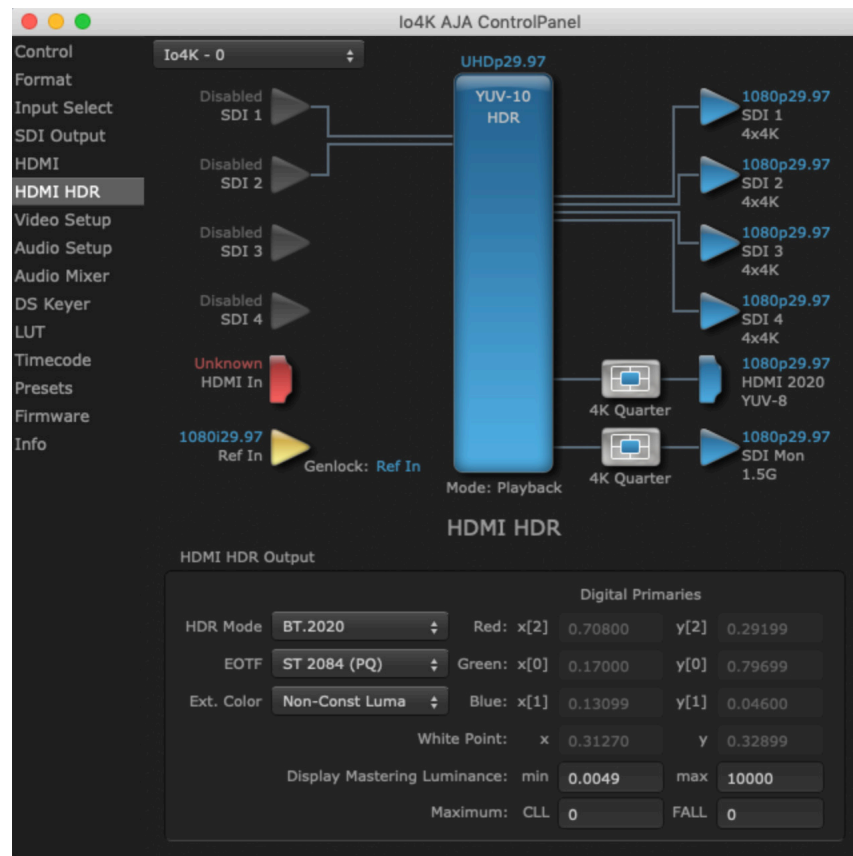 Io4K AJA ControlPanel
Control
Format
Input Select
SDI Output
HDMI
HDMI HDR
Video Setup
Audio Setup
Audio Mixer
DS Keyer
LUT
Timecode
Presets
Firmware
Info
Io4K - 0
UHDp29.97
YUV-10
HDR
Disabled
SDI 1
Disabled
SDI 2
Disabled
SDI 3
Disabled
SDI 4
Unknown
HDMI In
1080i29.97
Ref In
Genlock: Ref In
Mode: Playback
1080p29.97
SDI 1
4x4K
1080p29.97
SDI 2
4x4K
1080p29.97
SDI 3
4x4K
1080p29.97
SDI 4
4x4K
4K Quarter
1080p29.97
HDMI 2020
YUV-8
4K Quarter
1080p29.97
SDI Mon
1.5G
HDMI HDR
HDMI HDR Output
Digital Primaries
HDR Mode BT.2020 Red: x[2] 0.70800 y[2] 0.29199
EOTF ST 2084 (PQ) Green: x[0] 0.17000 y[0] 0.79699
Ext. Color Non-Const Luma Blue: x[1] 0.13099 y[1] 0.04600
White Point: x 0.31270 y 0.32899
Display Mastering Luminance: min 0.0049 max 10000
Maximum: CLL 0 FALL 0